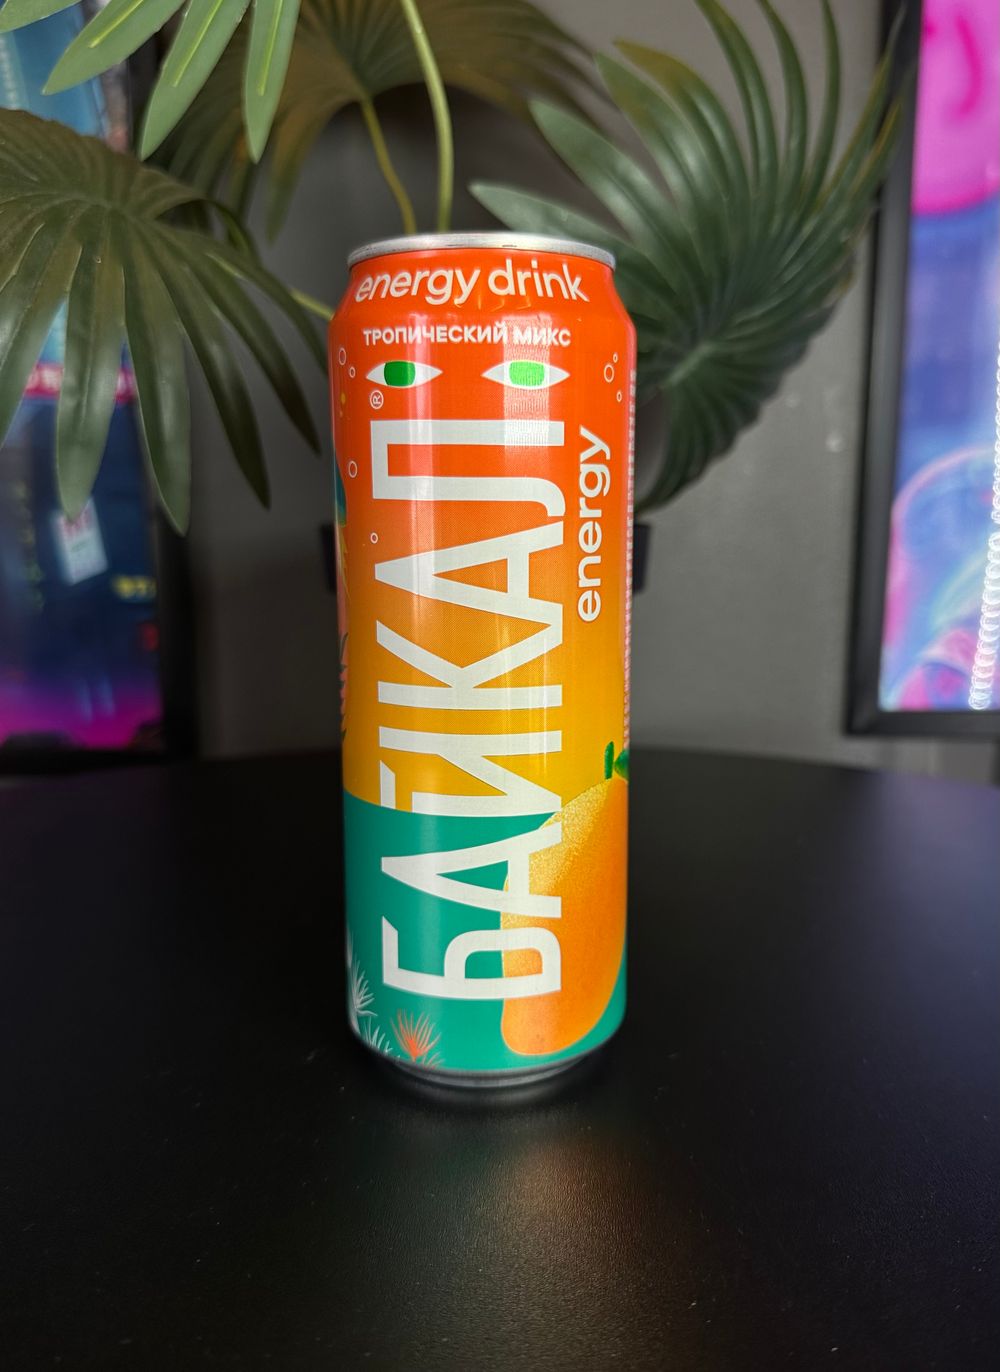 energy drink
ТРОПИЧЕСКИЙ МИКС
®
БАЙКАЛ
energy